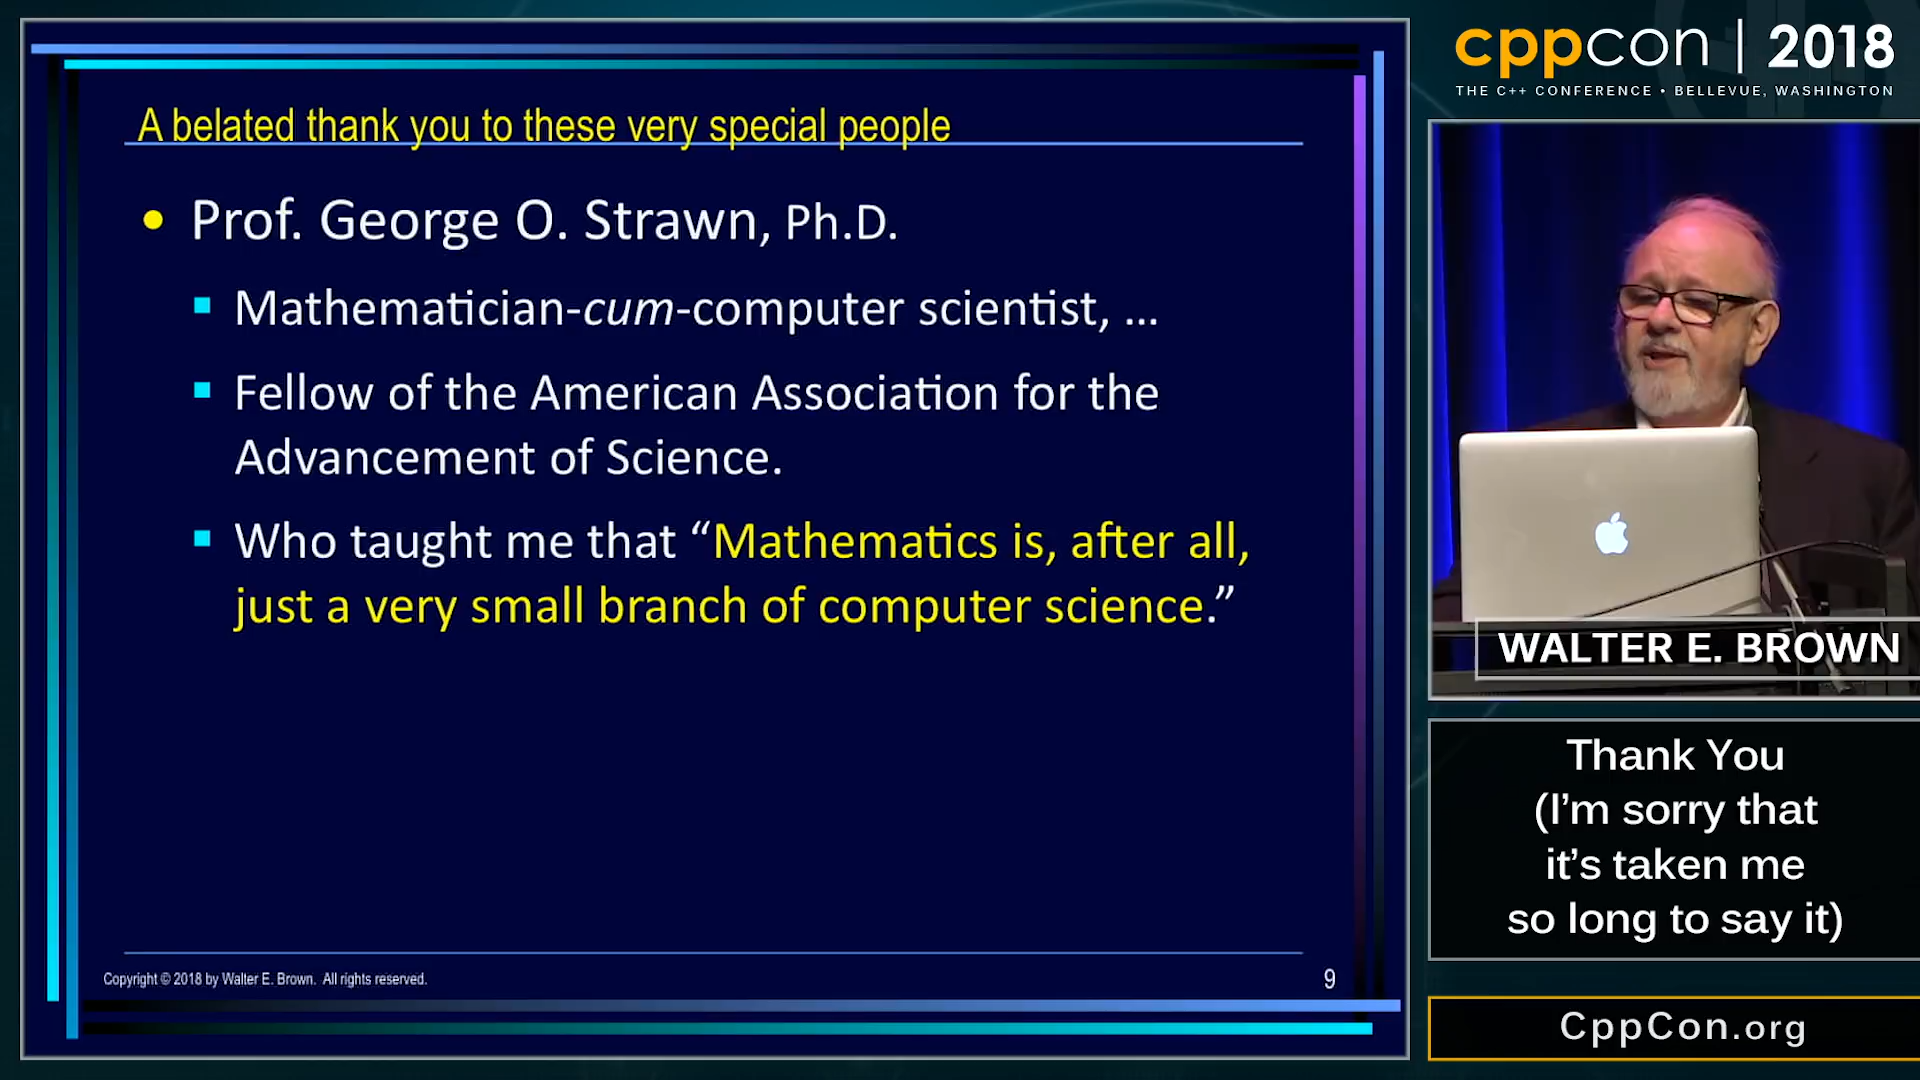 A belated thank you to these very special people
• Prof. George O. Strawn, Ph.D.
▪ Mathematician-cum-computer scientist, …
▪ Fellow of the American Association for the
Advancement of Science.
▪ Who taught me that “Mathematics is, after all,
just a very small branch of computer science.”
Copyright © 2018 by Walter E. Brown. All rights reserved.
9
cppcon | 2018
THE C++ CONFERENCE • BELLEVUE, WASHINGTON
WALTER E. BROWN
Thank You
(I’m sorry that
it’s taken me
so long to say it)
CppCon.org